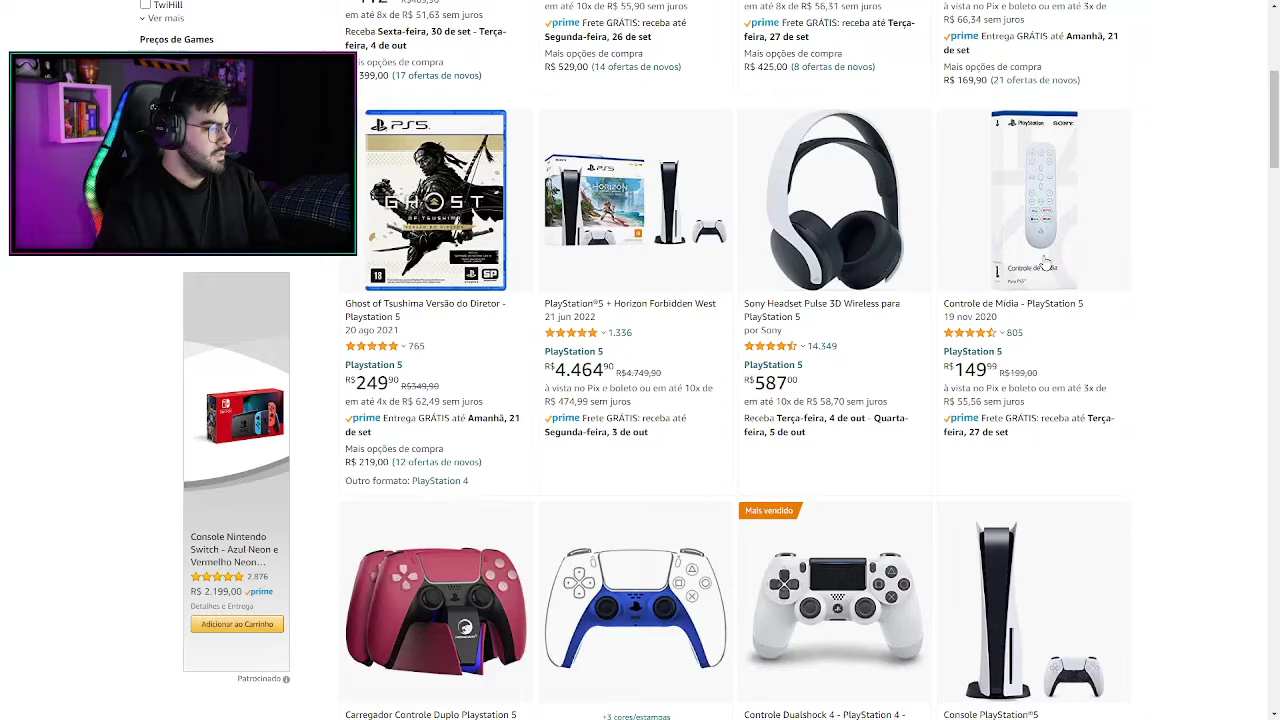 TwiHill
Ver mais
Preços de Games
em até 8x de R$ 51,63 sem juros
Receba Sexta-feira, 30 de set - Terça-
feira, 4 de out
Mais opções de compra
399,00 (17 ofertas de novos)
em até 10x de R$ 55,90 sem juros
prime Frete GRÁTIS: receba até
Segunda-feira, 26 de set
Mais opções de compra
R$ 529,00 (14 ofertas de novos)
em até 8x de R$ 56,31 sem juros
prime Frete GRÁTIS: receba até Terça-
feira, 27 de set
Mais opções de compra
R$ 425,00 (8 ofertas de novos)
à vista no Pix e boleto ou em até 3x de
R$ 66,34 sem juros
prime Entrega GRÁTIS até Amanhã, 21
de set
Mais opções de compra
R$ 169,90 (21 ofertas de novos)
PS5
GHOST
OF TSUSHIMA
VERSÃO DO DIRETOR
18
Ghost of Tsushima Versão do Diretor -
Playstation 5
20 ago 2021
765
Playstation 5
R$ 249 90 R$349,90
em até 4x de R$ 62,49 sem juros
prime Entrega GRÁTIS até Amanhã, 21
de set
Mais opções de compra
R$ 219,00 (12 ofertas de novos)
Outro formato: PlayStation 4
PS5
HORIZON
PlayStation®5 + Horizon Forbidden West
21 jun 2022
1.336
PlayStation 5
R$ 4.464 90 R$4.749,90
à vista no Pix e boleto ou em até 10x de
R$ 474,99 sem juros
prime Frete GRÁTIS: receba até
Segunda-feira, 3 de out
Sony Headset Pulse 3D Wireless para
PlayStation 5
por Sony
14.349
PlayStation 5
R$ 587 00
em até 10x de R$ 58,70 sem juros
Receba Terça-feira, 4 de out - Quarta-
feira, 5 de out
PlayStation SONY
Controle de
Para PS5
Controle de Mídia - PlayStation 5
19 nov 2020
805
PlayStation 5
R$ 149 99 R$199,00
à vista no Pix e boleto ou em até 3x de
R$ 55,56 sem juros
prime Frete GRÁTIS: receba até Terça-
feira, 27 de set
Console Nintendo
Switch - Azul Neon e
Vermelho Neon...
2.876
R$ 2.199,00 prime
Detalhes e Entrega
Adicionar ao Carrinho
Patrocinado
Mais vendido
Carregador Controle Duplo Playstation 5
+3 cores/estampas
Controle Dualshock 4 - PlayStation 4 -
Console PlayStation®5